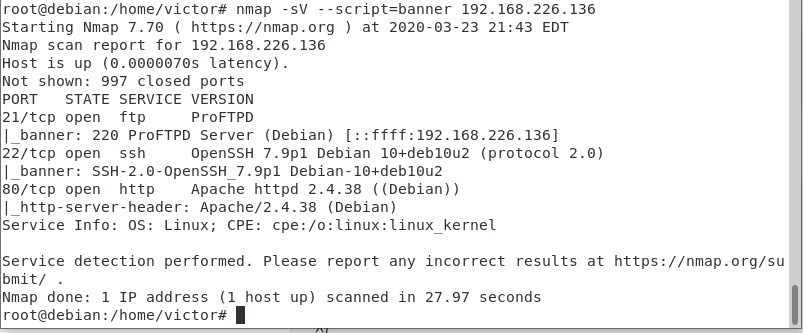 root@debian:/home/victor# nmap -sV --script=banner 192.168.226.136
Starting Nmap 7.70 ( https://nmap.org ) at 2020-03-23 21:43 EDT
Nmap scan report for 192.168.226.136
Host is up (0.0000070s latency).
Not shown: 997 closed ports
PORT   STATE SERVICE VERSION
21/tcp open  ftp     ProFTPD
|_banner: 220 ProFTPD Server (Debian) [::ffff:192.168.226.136]
22/tcp open  ssh     OpenSSH 7.9p1 Debian 10+deb10u2 (protocol 2.0)
|_banner: SSH-2.0-OpenSSH_7.9p1 Debian-10+deb10u2
80/tcp open  http    Apache httpd 2.4.38 ((Debian))
|_http-server-header: Apache/2.4.38 (Debian)
Service Info: OS: Linux; CPE: cpe:/o:linux:linux_kernel

Service detection performed. Please report any incorrect results at https://nmap.org/su
bmit/ .
Nmap done: 1 IP address (1 host up) scanned in 27.97 seconds
root@debian:/home/victor#